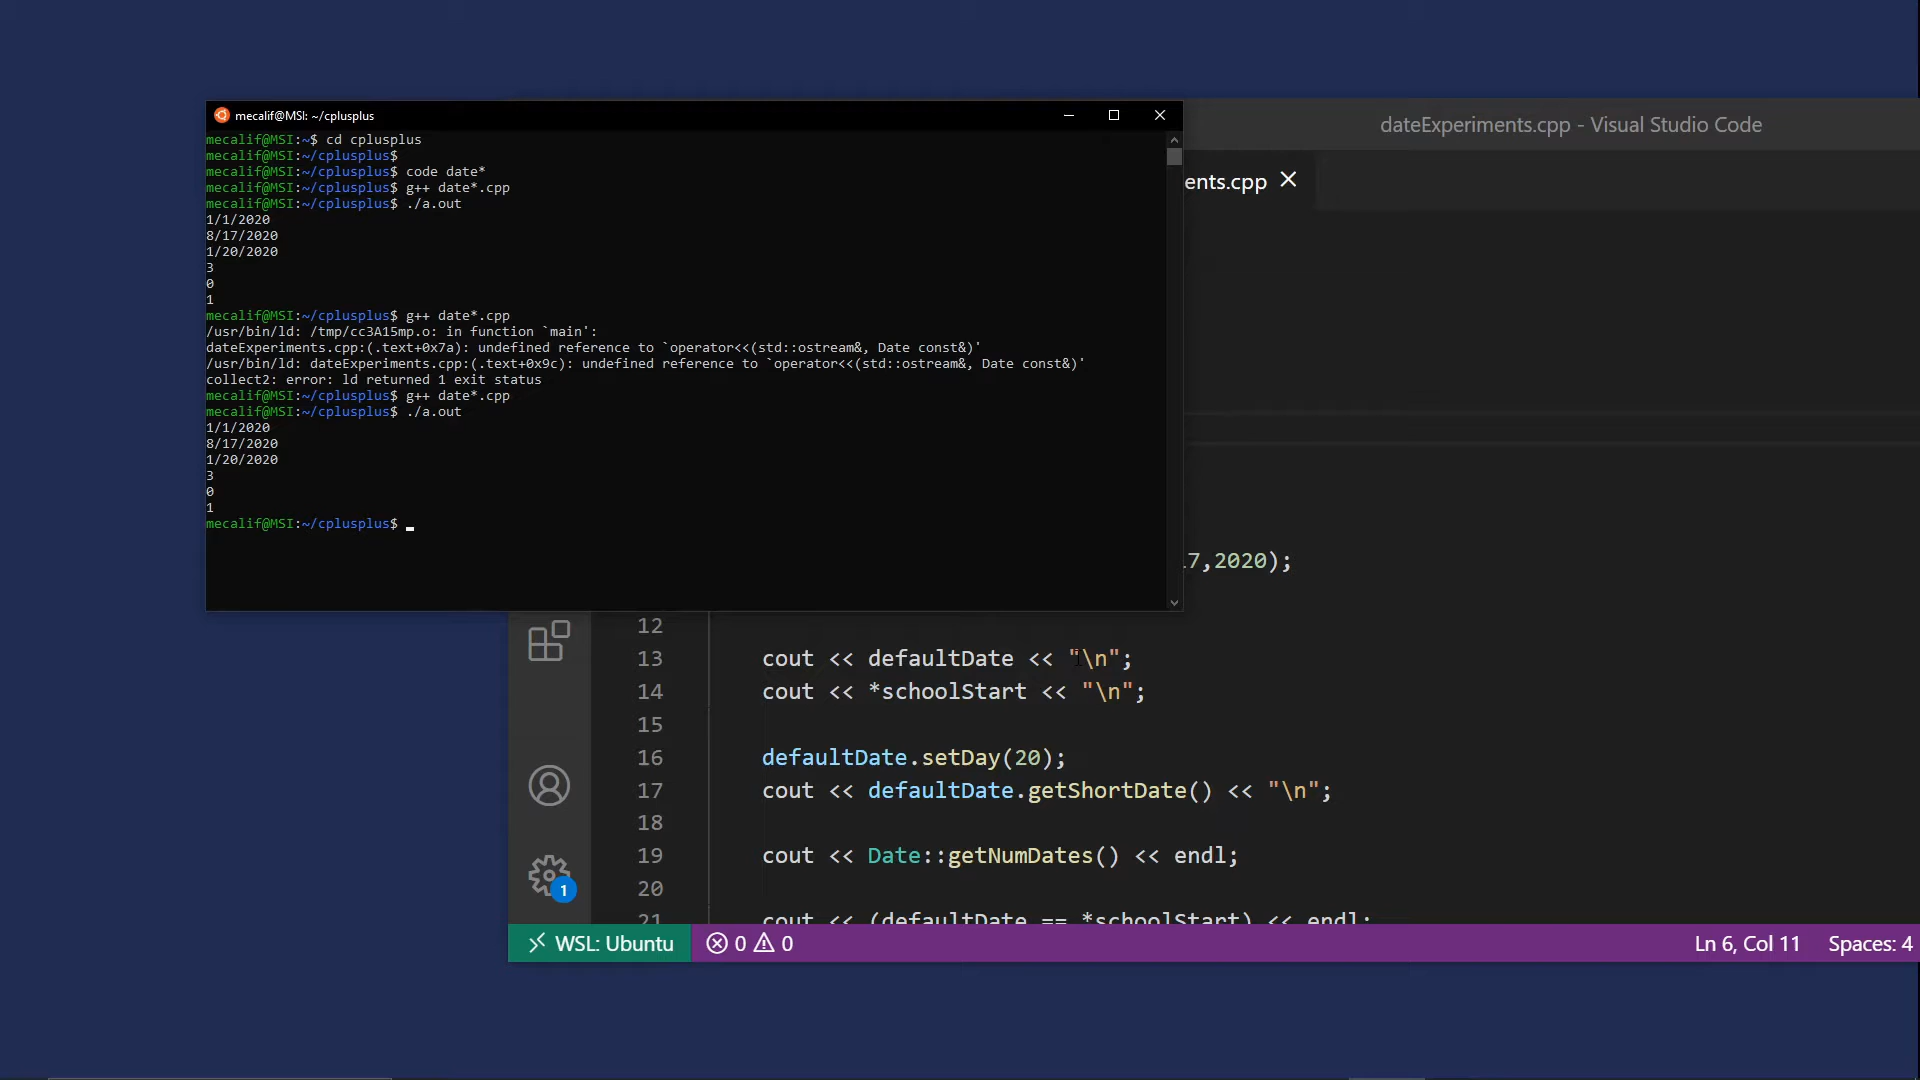 mecalif@MSI: ~/cplusplus
mecalif@MSI:~$ cd cplusplus
mecalif@MSI:~/cplusplus$
mecalif@MSI:~/cplusplus$ code date*
mecalif@MSI:~/cplusplus$ g++ date*.cpp
mecalif@MSI:~/cplusplus$ ./a.out
1/1/2020
8/17/2020
1/20/2020
3
0
1
mecalif@MSI:~/cplusplus$ g++ date*.cpp
/usr/bin/ld: /tmp/cc3A15mp.o: in function `main':
dateExperiments.cpp:(.text+0x7a): undefined reference to `operator<<(std::ostream&, Date const&)'
/usr/bin/ld: dateExperiments.cpp:(.text+0x9c): undefined reference to `operator<<(std::ostream&, Date const&)'
collect2: error: ld returned 1 exit status
mecalif@MSI:~/cplusplus$ g++ date*.cpp
mecalif@MSI:~/cplusplus$ ./a.out
1/1/2020
8/17/2020
1/20/2020
3
0
1
mecalif@MSI:~/cplusplus$
dateExperiments.cpp - Visual Studio Code
ents.cpp
17,2020);
12
13 cout << defaultDate << "\n";
14 cout << *schoolStart << "\n";
15
16 defaultDate.setDay(20);
17 cout << defaultDate.getShortDate() << "\n";
18
19 cout << Date::getNumDates() << endl;
20
21 cout << (defaultDate == *schoolStart) << endl;
1
WSL: Ubuntu 0 0 Ln 6, Col 11 Spaces: 4